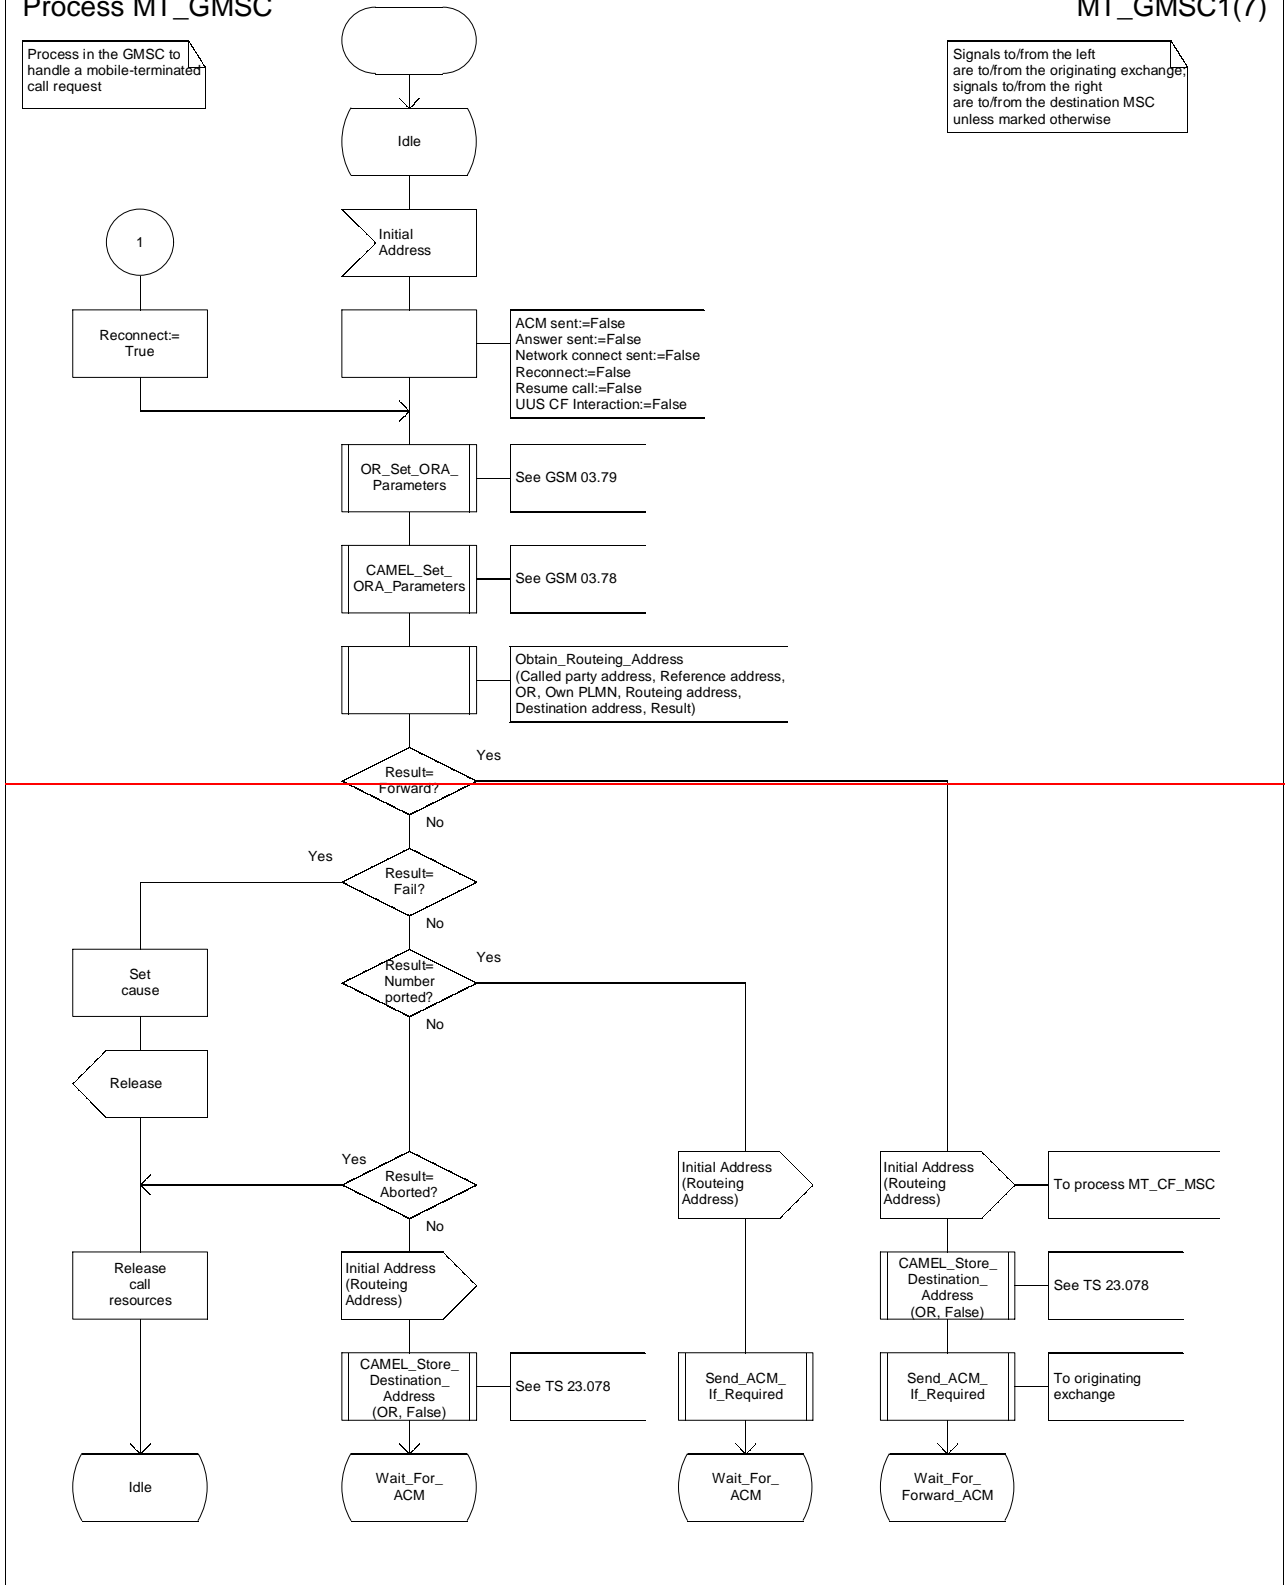 Process MT_GMSC
MT_GMSC1(7)
Process in the GMSC to
handle a mobile-terminated
call request
Signals to/from the left
are to/from the originating exchange;
signals to/from the right
are to/from the destination MSC
unless marked otherwise
Idle
Initial
Address
1
Reconnect:=
True
ACM sent:=False
Answer sent:=False
Network connect sent:=False
Reconnect:=False
Resume call:=False
UUS CF Interaction:=False
OR_Set_ORA_
Parameters
See GSM 03.79
CAMEL_Set_
ORA_Parameters
See GSM 03.78
Obtain_Routeing_Address
(Called party address, Reference address,
OR, Own PLMN, Routeing address,
Destination address, Result)
Result=
Forward?
Yes
No
Result=
Fail?
Yes
No
Result=
Number
ported?
Yes
No
Set
cause
Release
Result=
Aborted?
Yes
No
Initial Address
(Routeing
Address)
Initial Address
(Routeing
Address)
To process MT_CF_MSC
Release
call
resources
Initial Address
(Routeing
Address)
CAMEL_Store_
Destination_
Address
(OR, False)
See TS 23.078
CAMEL_Store_
Destination_
Address
(OR, False)
See TS 23.078
Send_ACM_
If_Required
Send_ACM_
If_Required
To originating
exchange
Idle
Wait_For_
ACM
Wait_For_
ACM
Wait_For_
Forward_ACM